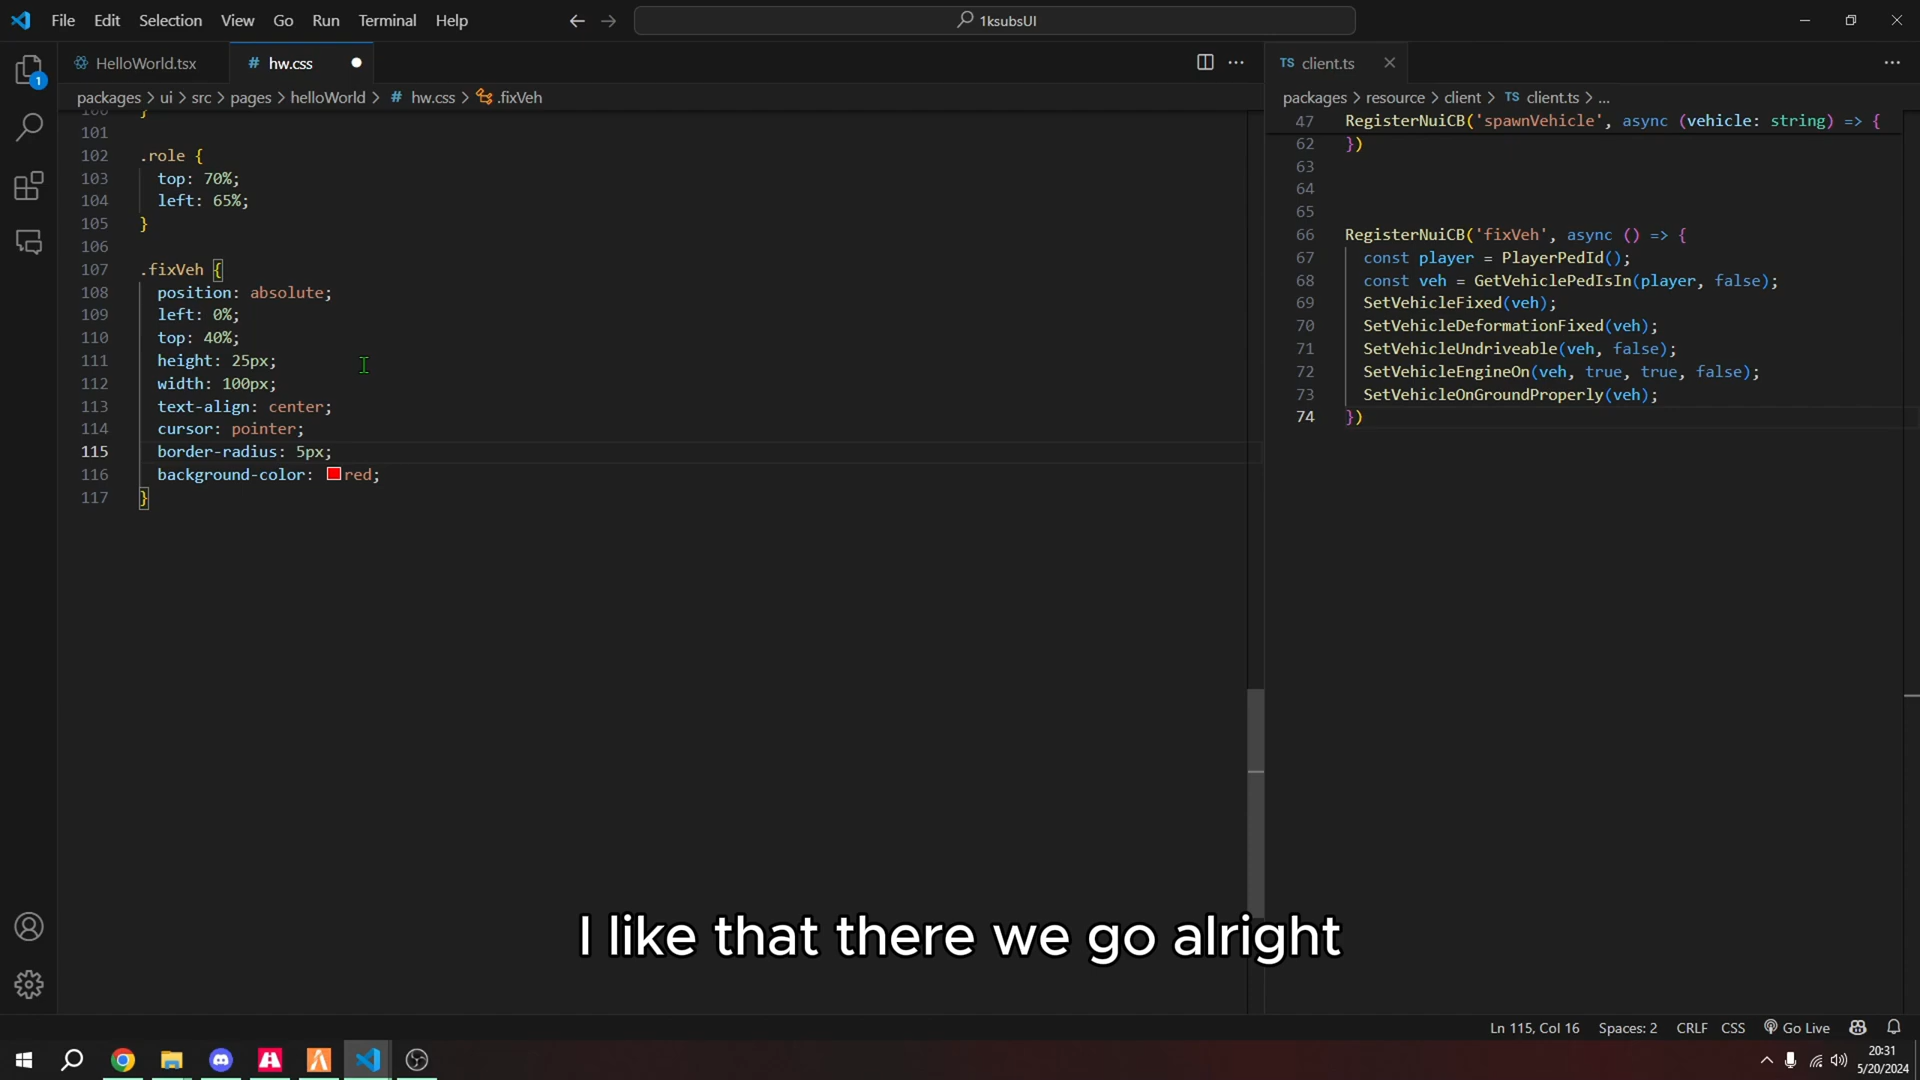 File Edit Selection View Go Run Terminal Help
1ksubsUI
HelloWorld.tsx
# hw.css
TS client.ts
packages > ui > src > pages > helloWorld > # hw.css > .fixVeh
packages > resource > client > TS client.ts > ...
101
102 .role {
103 top: 70%;
104 left: 65%;
105 }
106
107 .fixVeh {
108 position: absolute;
109 left: 0%;
110 top: 40%;
111 height: 25px;
112 width: 100px;
113 text-align: center;
114 cursor: pointer;
115 border-radius: 5px;
116 background-color: red;
117 }
47 RegisterNuiCB('spawnVehicle', async (vehicle: string) => {
62 })
63
64
65
66 RegisterNuiCB('fixVeh', async () => {
67 const player = PlayerPedId();
68 const veh = GetVehiclePedIsIn(player, false);
69 SetVehicleFixed(veh);
70 SetVehicleDeformationFixed(veh);
71 SetVehicleUndriveable(veh, false);
72 SetVehicleEngineOn(veh, true, true, false);
73 SetVehicleOnGroundProperly(veh);
74 })
1
I like that there we go alright
Ln 115, Col 16 Spaces: 2 CRLF CSS Go Live
20:31
5/20/2024